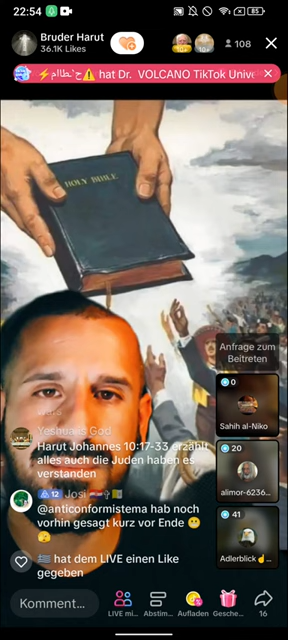 22:54
85
Bruder Harut
36.1K Likes
10+
10+
108
hat Dr. VOLCANO TikTok Unive
HOLY BIBLE
Anfrage zum
Beitreten
0
Sahih al-Niko
Yeshua is God
Harut Johannes 10:17-33 erzählt
alles auch die Juden haben es
verstanden
20
alimor-6236...
12 Josi
@anticonformistema hab noch
vorhin gesagt kurz vor Ende 😬
🫣
41
Adlerblick☝️...
hat dem LIVE einen Like
gegeben
Komment...
LIVE mi...
Abstim...
Aufladen
Gesche...
16